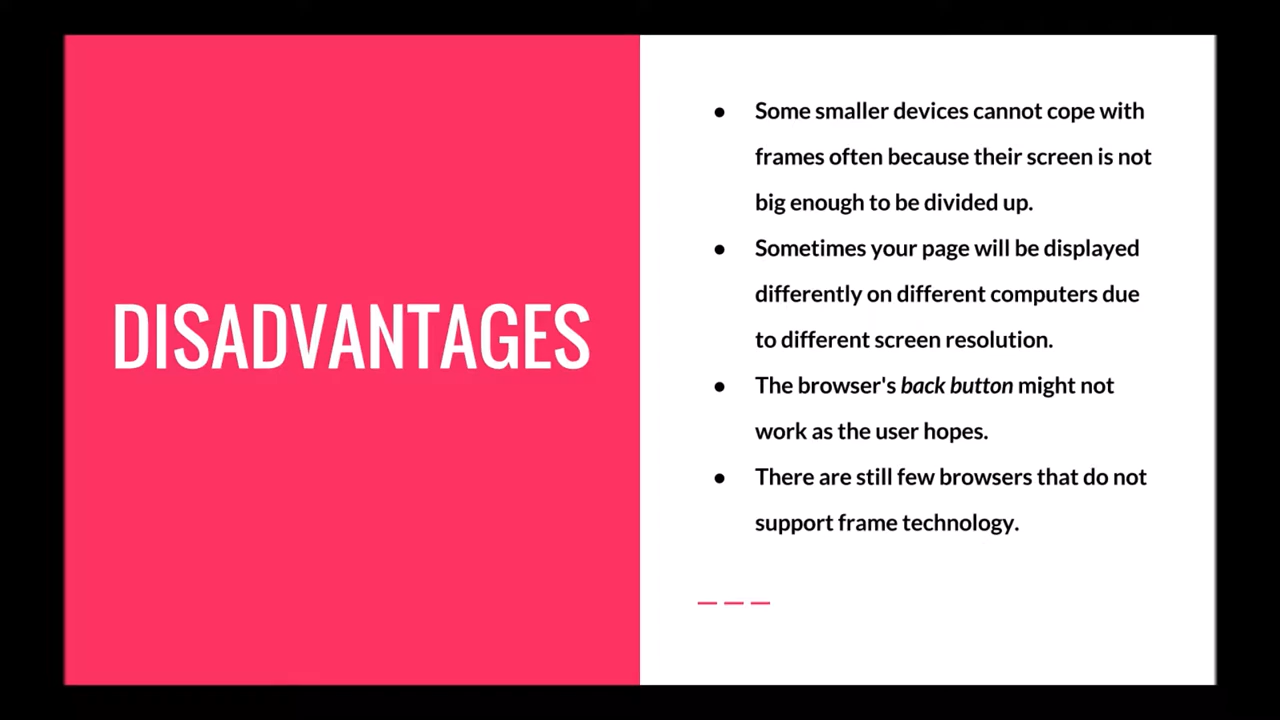 DISADVANTAGES
● Some smaller devices cannot cope with
frames often because their screen is not
big enough to be divided up.
● Sometimes your page will be displayed
differently on different computers due
to different screen resolution.
● The browser's back button might not
work as the user hopes.
● There are still few browsers that do not
support frame technology.